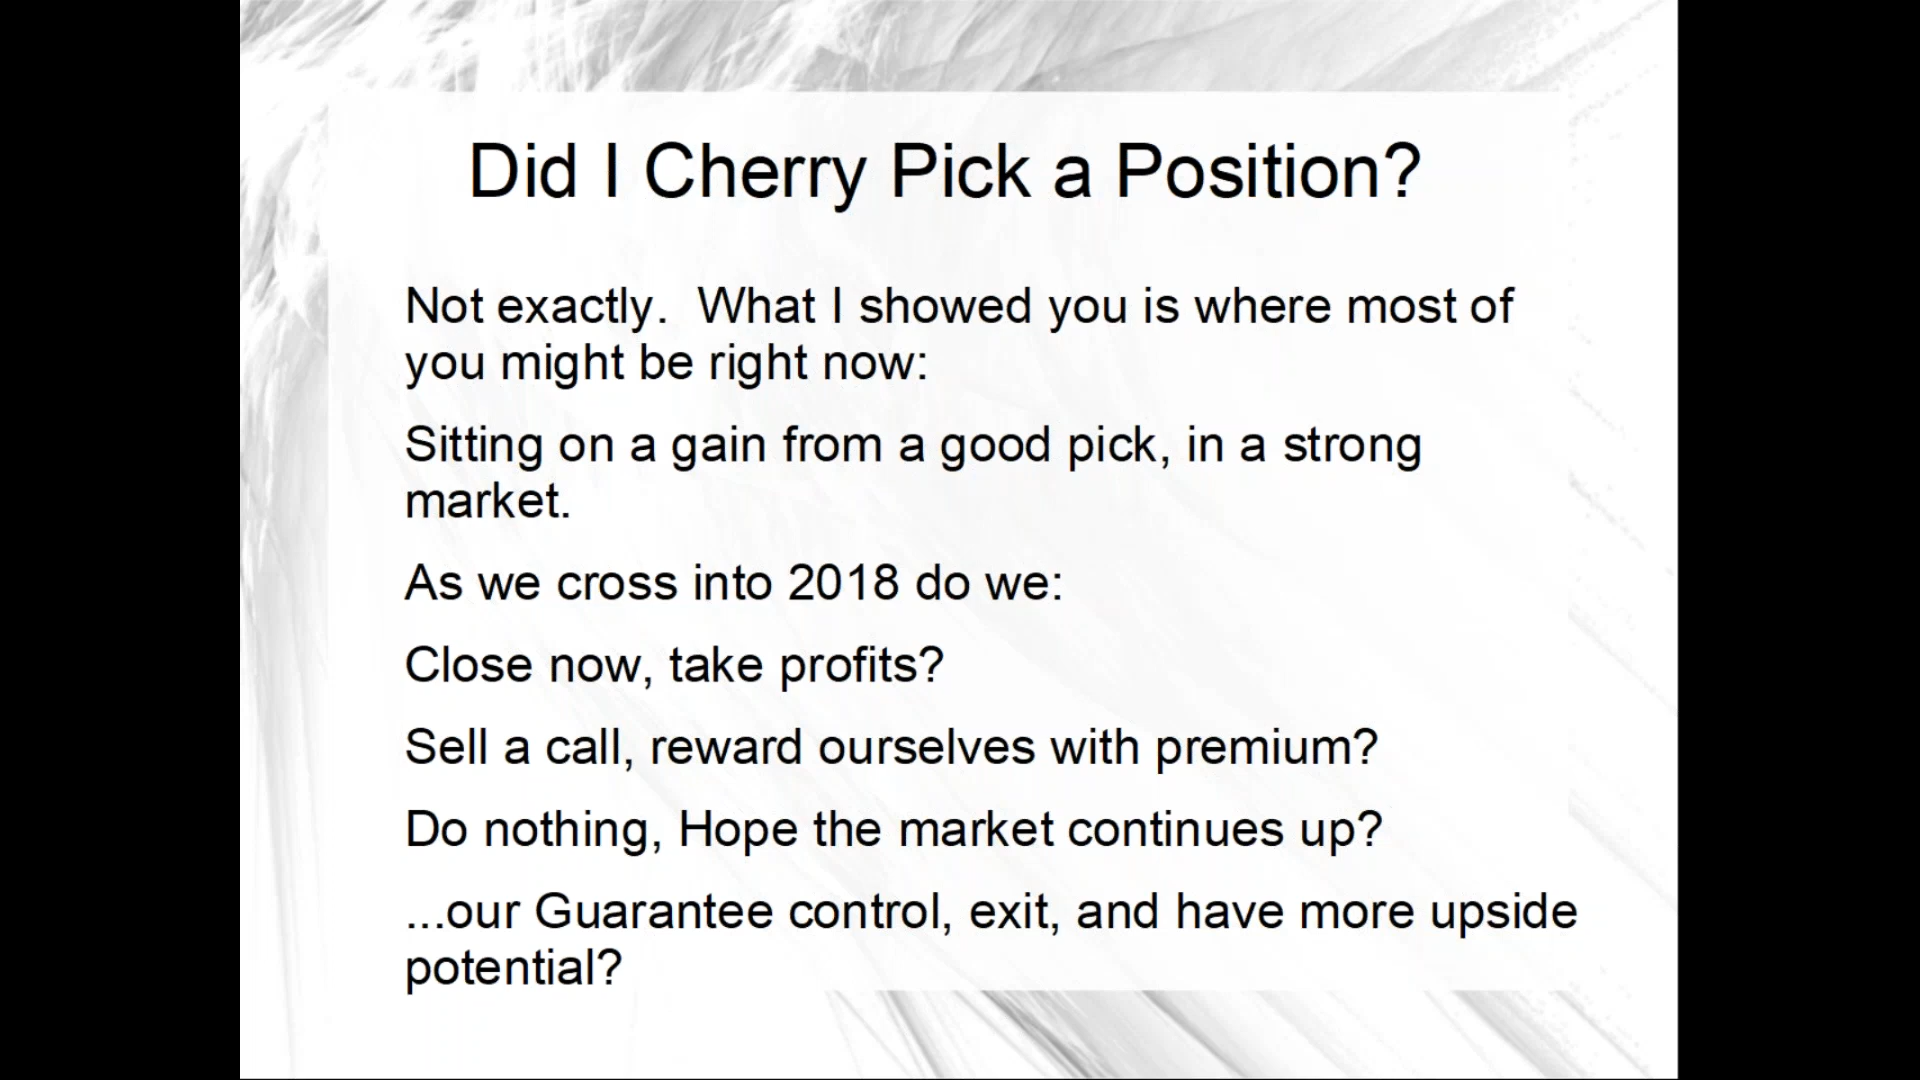 Did I Cherry Pick a Position?
Not exactly.  What I showed you is where most of
you might be right now:
Sitting on a gain from a good pick, in a strong
market.
As we cross into 2018 do we:
Close now, take profits?
Sell a call, reward ourselves with premium?
Do nothing, Hope the market continues up?
...our Guarantee control, exit, and have more upside
potential?